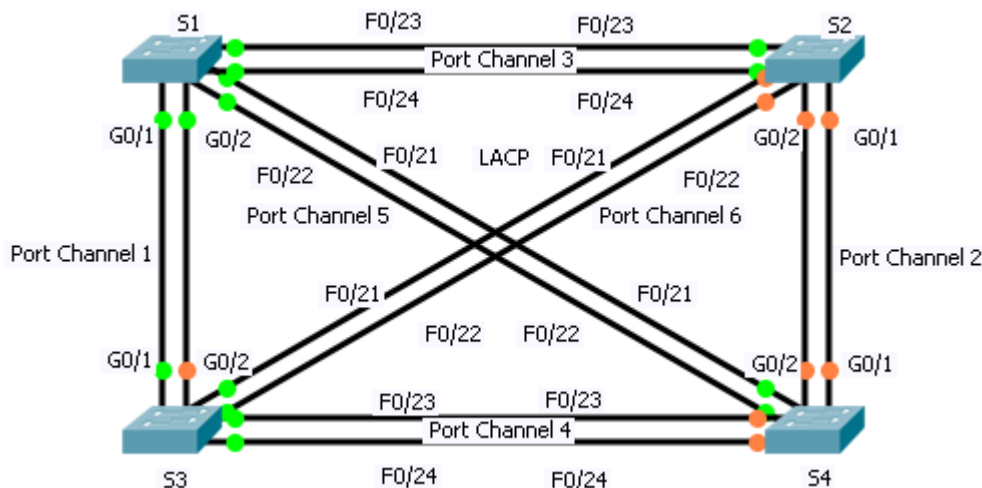 S1
F0/23
F0/23
S2
Port Channel 3
F0/24
F0/24
G0/1
G0/2
G0/2
G0/1
F0/21
LACP
F0/21
F0/22
F0/22
Port Channel 5
Port Channel 6
Port Channel 1
Port Channel 2
F0/21
F0/21
F0/22
F0/22
G0/1
G0/2
G0/2
G0/1
F0/23
F0/23
Port Channel 4
S3
F0/24
F0/24
S4